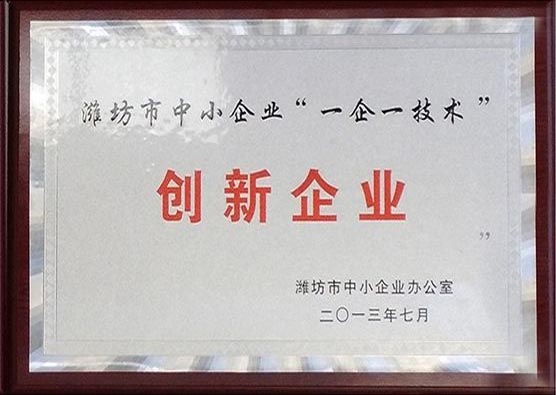 潍坊市中小企业“一企一技术”
创新企业
”
潍坊市中小企业办公室
二〇一三年七月